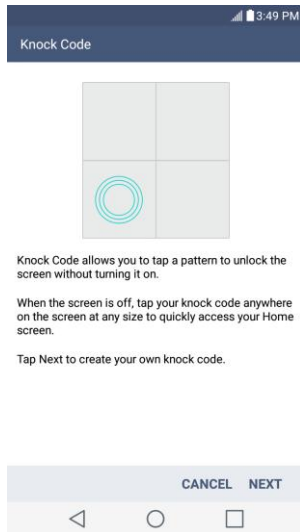 3:49 PM
Knock Code
Knock Code allows you to tap a pattern to unlock the
screen without turning it on.
When the screen is off, tap your knock code anywhere
on the screen at any size to quickly access your Home
screen.
Tap Next to create your own knock code.
CANCEL NEXT